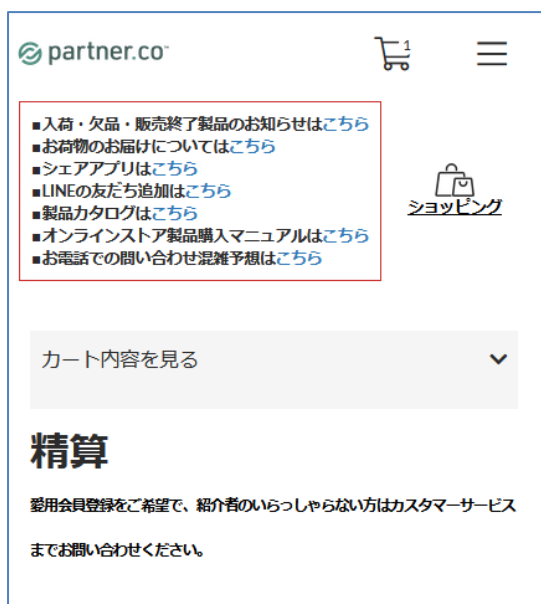 partner.co
1
■入荷・欠品・販売終了製品のお知らせはこちら
■お荷物のお届けについてはこちら
■シェアアプリはこちら
■LINEの友だち追加はこちら
■製品カタログはこちら
■オンラインストア製品購入マニュアルはこちら
■お電話での問い合わせ混雑予想はこちら
ショッピング
カート内容を見る
精算
愛用会員登録をご希望で、紹介者のいらっしゃらない方はカスタマーサービス
までお問い合わせください。